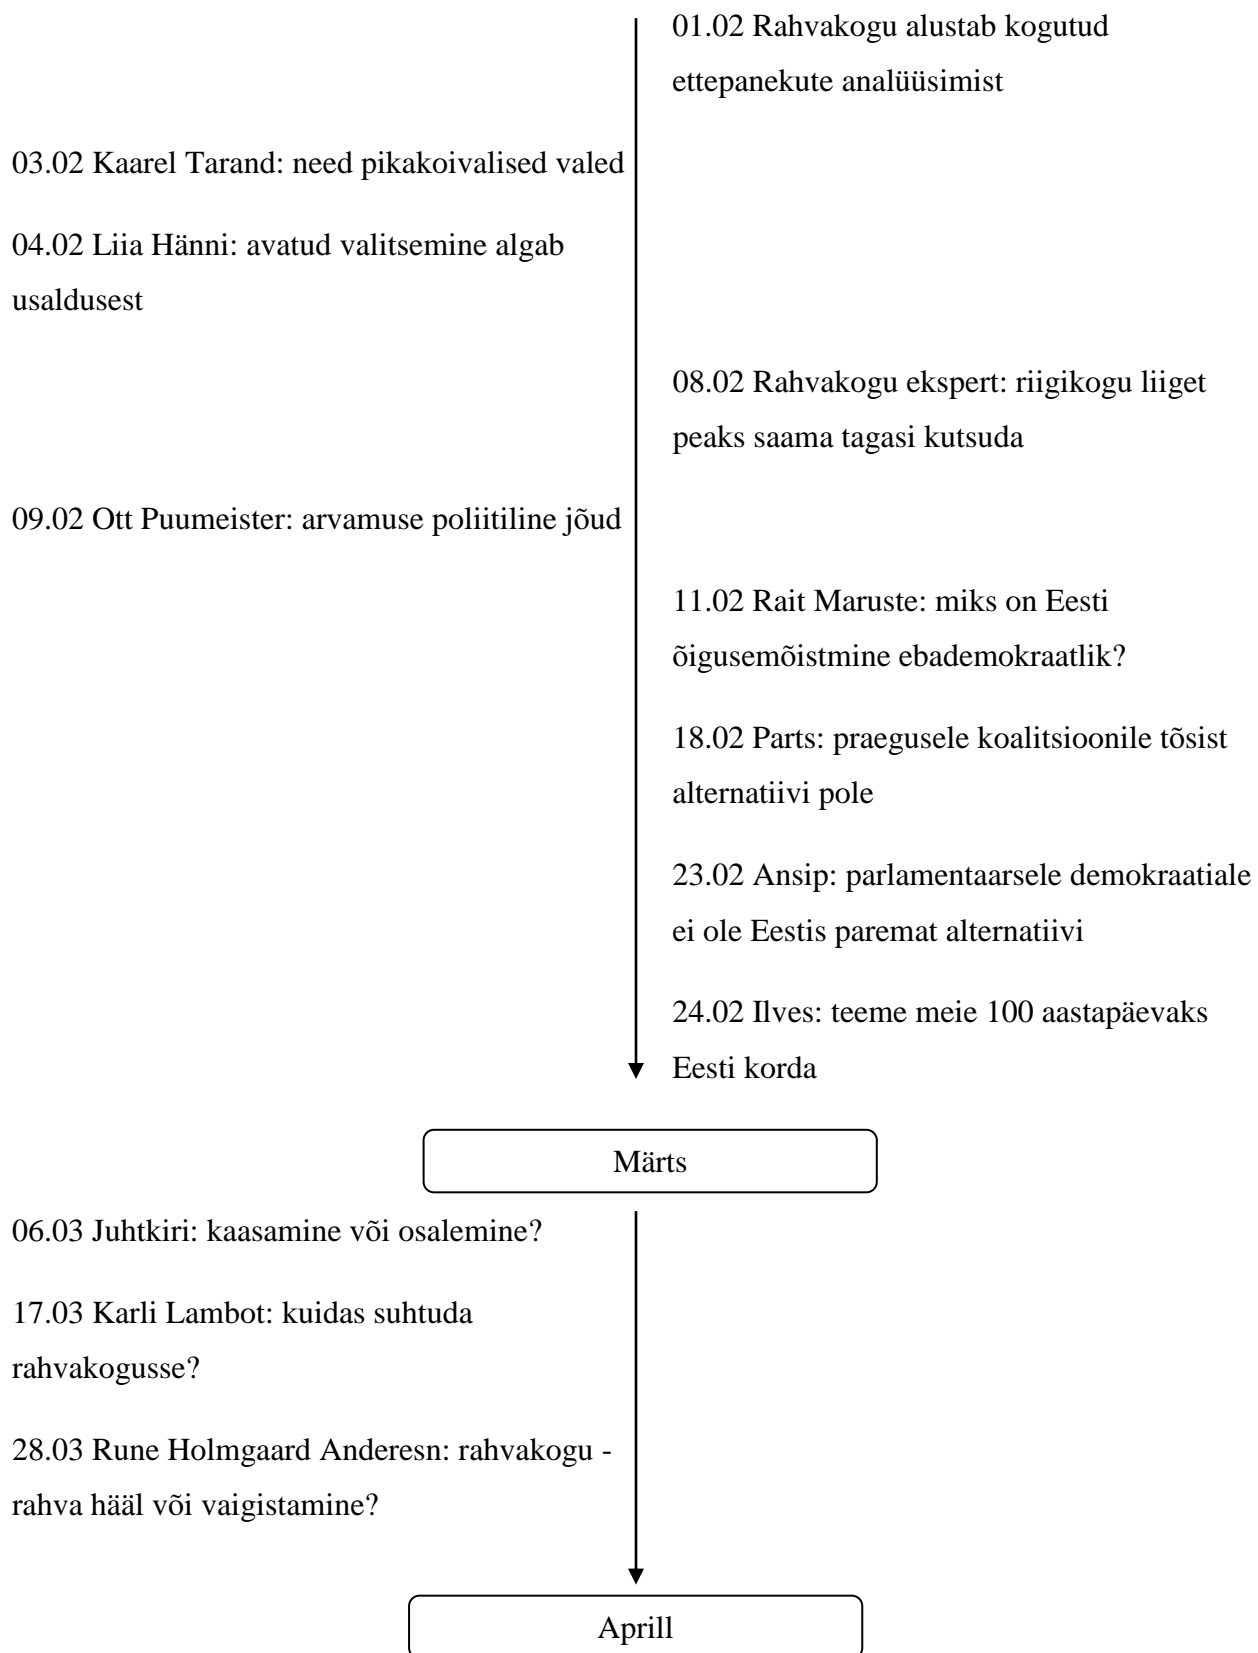 01.02 Rahvakogu alustab kogutud
ettepanekute analüüsimist
03.02 Kaarel Tarand: need pikakoivalised valed
04.02 Liia Hänni: avatud valitsemine algab
usaldusest
08.02 Rahvakogu ekspert: riigikogu liiget
peaks saama tagasi kutsuda
09.02 Ott Puumeister: arvamuse poliitiline jõud
11.02 Rait Maruste: miks on Eesti
õigusemõistmine ebademokraatlik?
18.02 Parts: praegusele koalitsioonile tõsist
alternatiivi pole
23.02 Ansip: parlamentaarsele demokraatiale
ei ole Eestis paremat alternatiivi
24.02 Ilves: teeme meie 100 aastapäevaks
Eesti korda
Märts
06.03 Juhtkiri: kaasamine või osalemine?
17.03 Karli Lambot: kuidas suhtuda
rahvakogusse?
28.03 Rune Holmgaard Anderesn: rahvakogu -
rahva hääl või vaigistamine?
Aprill